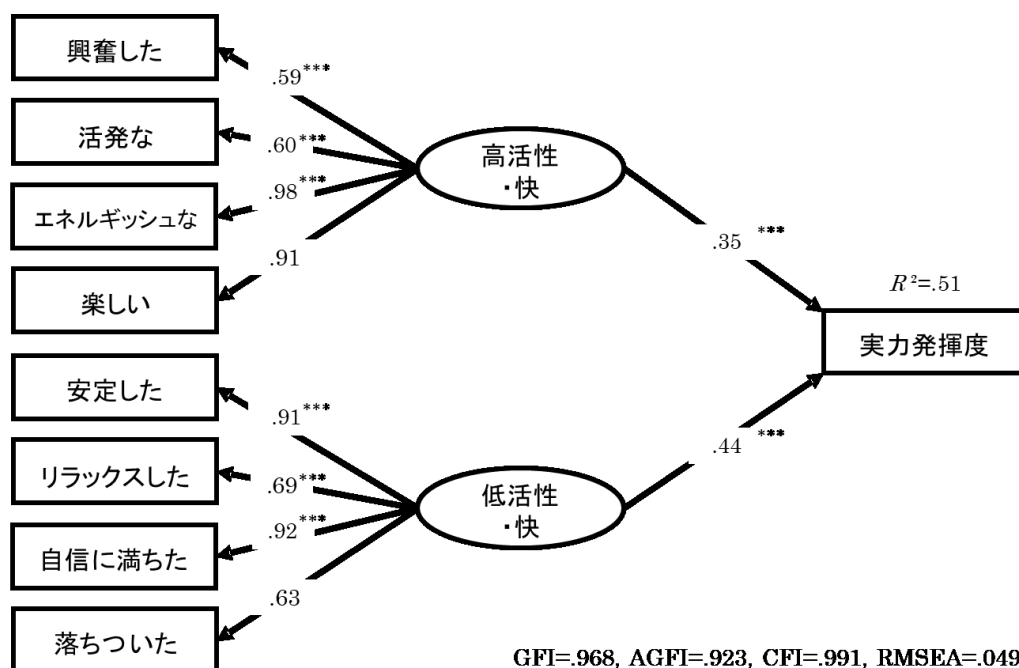 興奮した
.59***
活発な
.60***
エネルギッシュな
.98***
楽しい
.91
高活性
・快
.35 ***
R²=.51
実力発揮度
安定した
.91***
リラックスした
.69***
自信に満ちた
.92***
落ちついた
.63
低活性
・快
.44 ***
GFI=.968, AGFI=.923, CFI=.991, RMSEA=.049